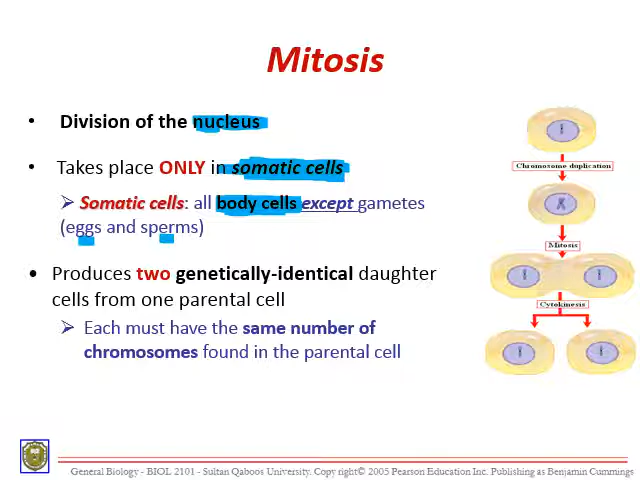 Mitosis
• Division of the nucleus
• Takes place ONLY in somatic cells
➢ Somatic cells: all body cells except gametes
(eggs and sperms)
• Produces two genetically-identical daughter
cells from one parental cell
➢ Each must have the same number of
chromosomes found in the parental cell
Chromosome duplication
Mitosis
Cytokinesis
General Biology - BIOL 2101 - Sultan Qaboos University. Copy right© 2005 Pearson Education Inc. Publishing as Benjamin Cummings